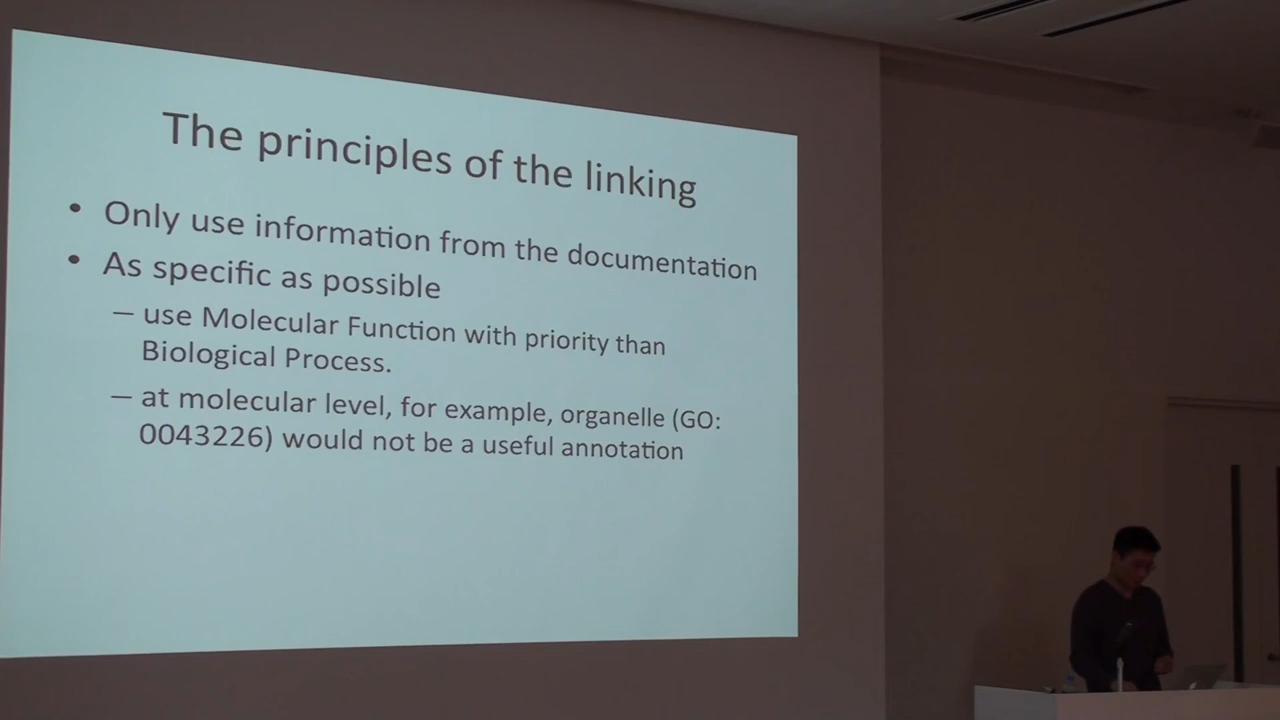 The principles of the linking
• Only use information from the documentation
• As specific as possible
– use Molecular Function with priority than
Biological Process.
– at molecular level, for example, organelle (GO:
0043226) would not be a useful annotation